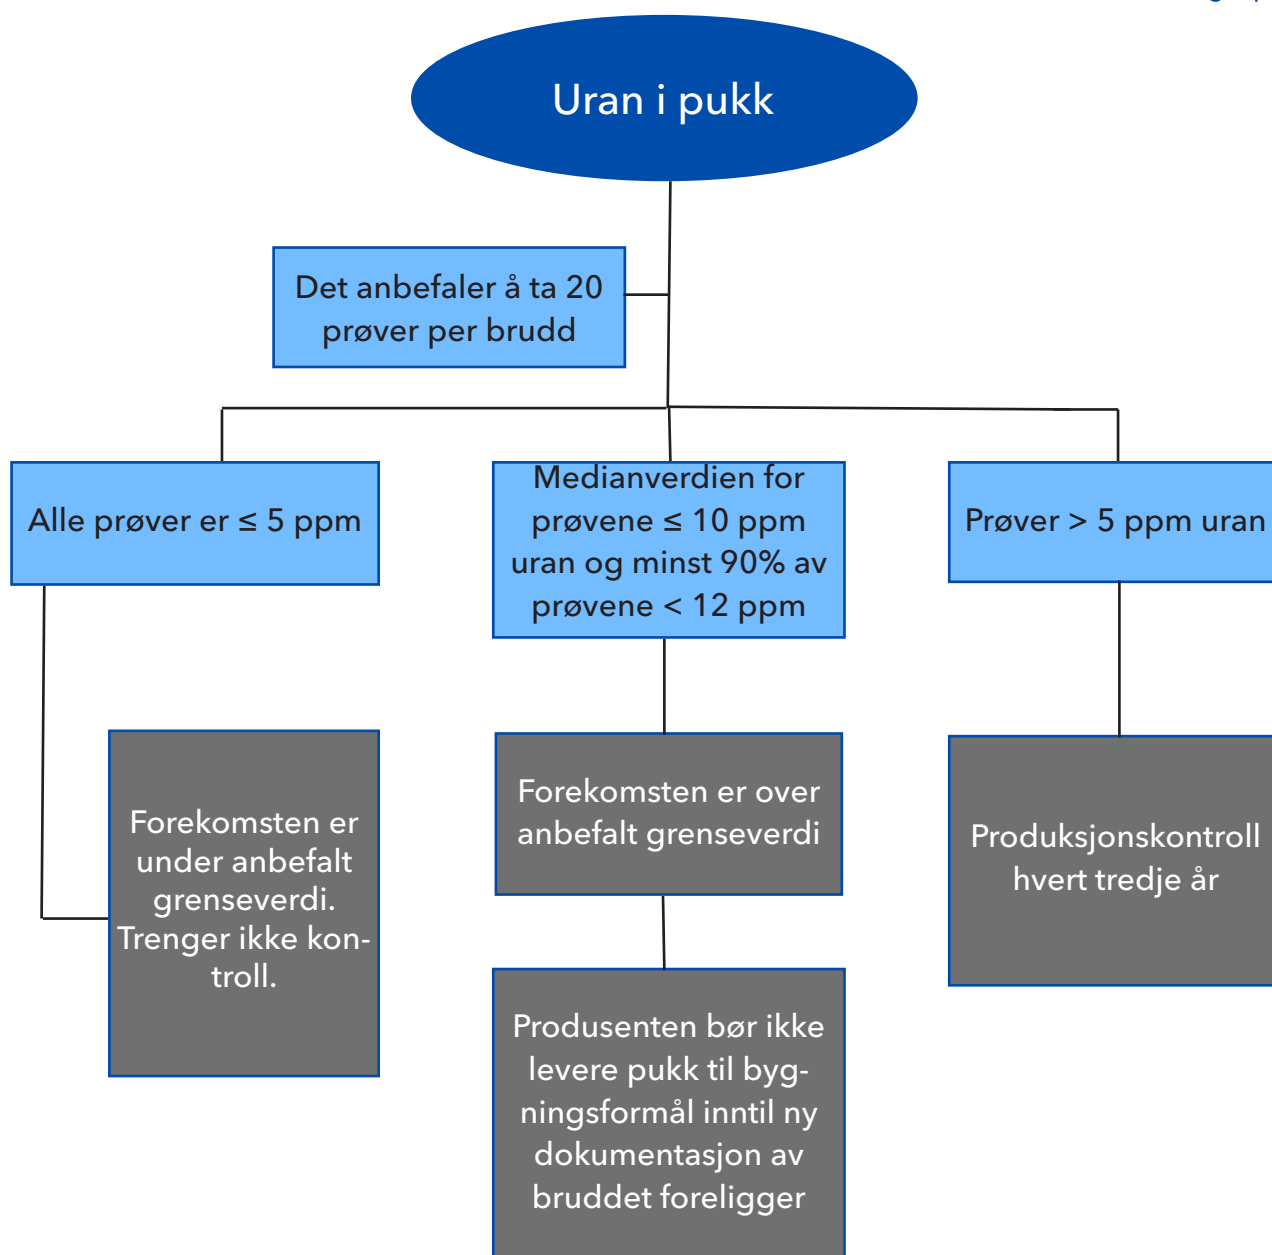 Uran i pukk
Det anbefaler å ta 20
prøver per brudd
Alle prøver er ≤ 5 ppm
Medianverdien for
prøvene ≤ 10 ppm
uran og minst 90% av
prøvene < 12 ppm
Prøver > 5 ppm uran
Forekomsten er
under anbefalt
grenseverdi.
Trenger ikke kon-
troll.
Forekomsten er over
anbefalt grenseverdi
Produksjonskontroll
hvert tredje år
Produsenten bør ikke
levere pukk til byg-
ningsformål inntil ny
dokumentasjon av
bruddet foreligger